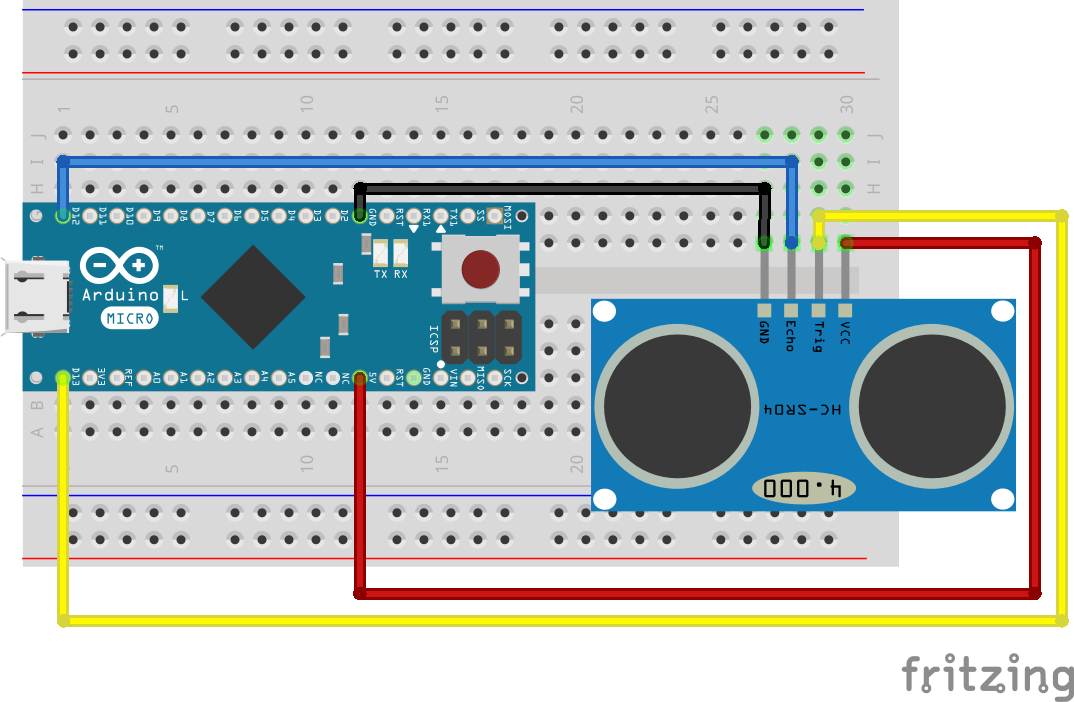 1 5 10 15 20 25 30
J J
I I
H H
D12 D11 D10 D9 D8 D7 D6 D5 D4 D3 D2 GND RST RX1 TX1 SS MOSI
TM
TX RX
Arduino L
MICRO
ICSP
GND Echo Trig VCC
D13 3V3 REF A0 A1 A2 A3 A4 A5 NC NC 5V RST GND VIN MISO SCK
HC-SR04
B
A
5 10 15 20
4.000
fritzing